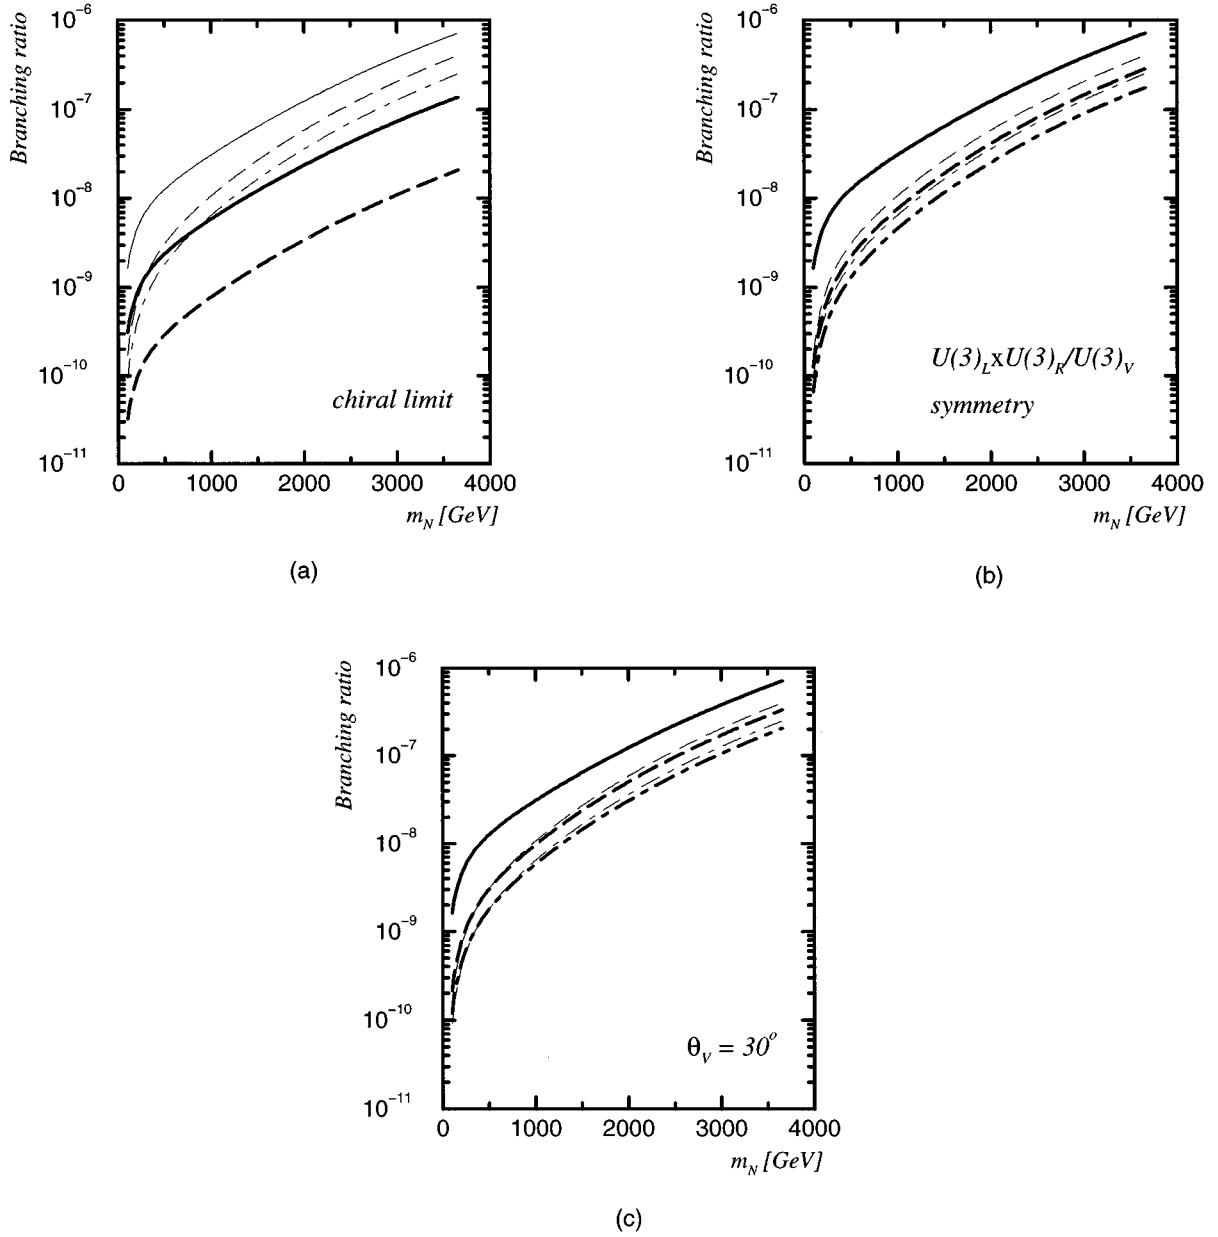 Branching ratio
10⁻⁶
10⁻⁷
10⁻⁸
10⁻⁹
10⁻¹⁰
10⁻¹¹
chiral limit
0 1000 2000 3000 4000
m_N [GeV]
(a)
Branching ratio
10⁻⁶
10⁻⁷
10⁻⁸
10⁻⁹
10⁻¹⁰
10⁻¹¹
U(3)_L x U(3)_R/U(3)_V
symmetry
0 1000 2000 3000 4000
m_N [GeV]
(b)
Branching ratio
10⁻⁶
10⁻⁷
10⁻⁸
10⁻⁹
10⁻¹⁰
10⁻¹¹
θ_V = 30°
0 1000 2000 3000 4000
m_N [GeV]
(c)